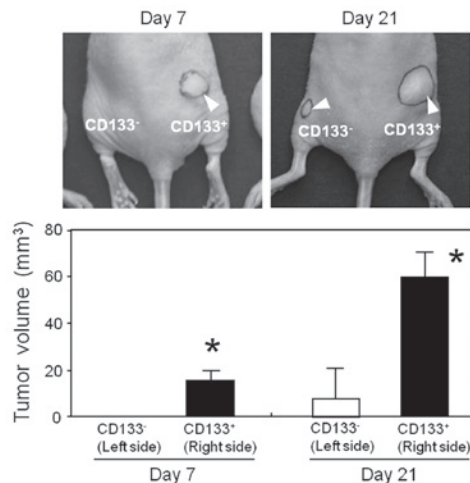 Day 7 Day 21
CD133⁻ CD133⁺ CD133⁻ CD133⁺
Tumor volume (mm³)
80
60
40
20
0
* *
CD133⁻ CD133⁺ CD133⁻ CD133⁺
(Left side) (Right side) (Left side) (Right side)
Day 7 Day 21